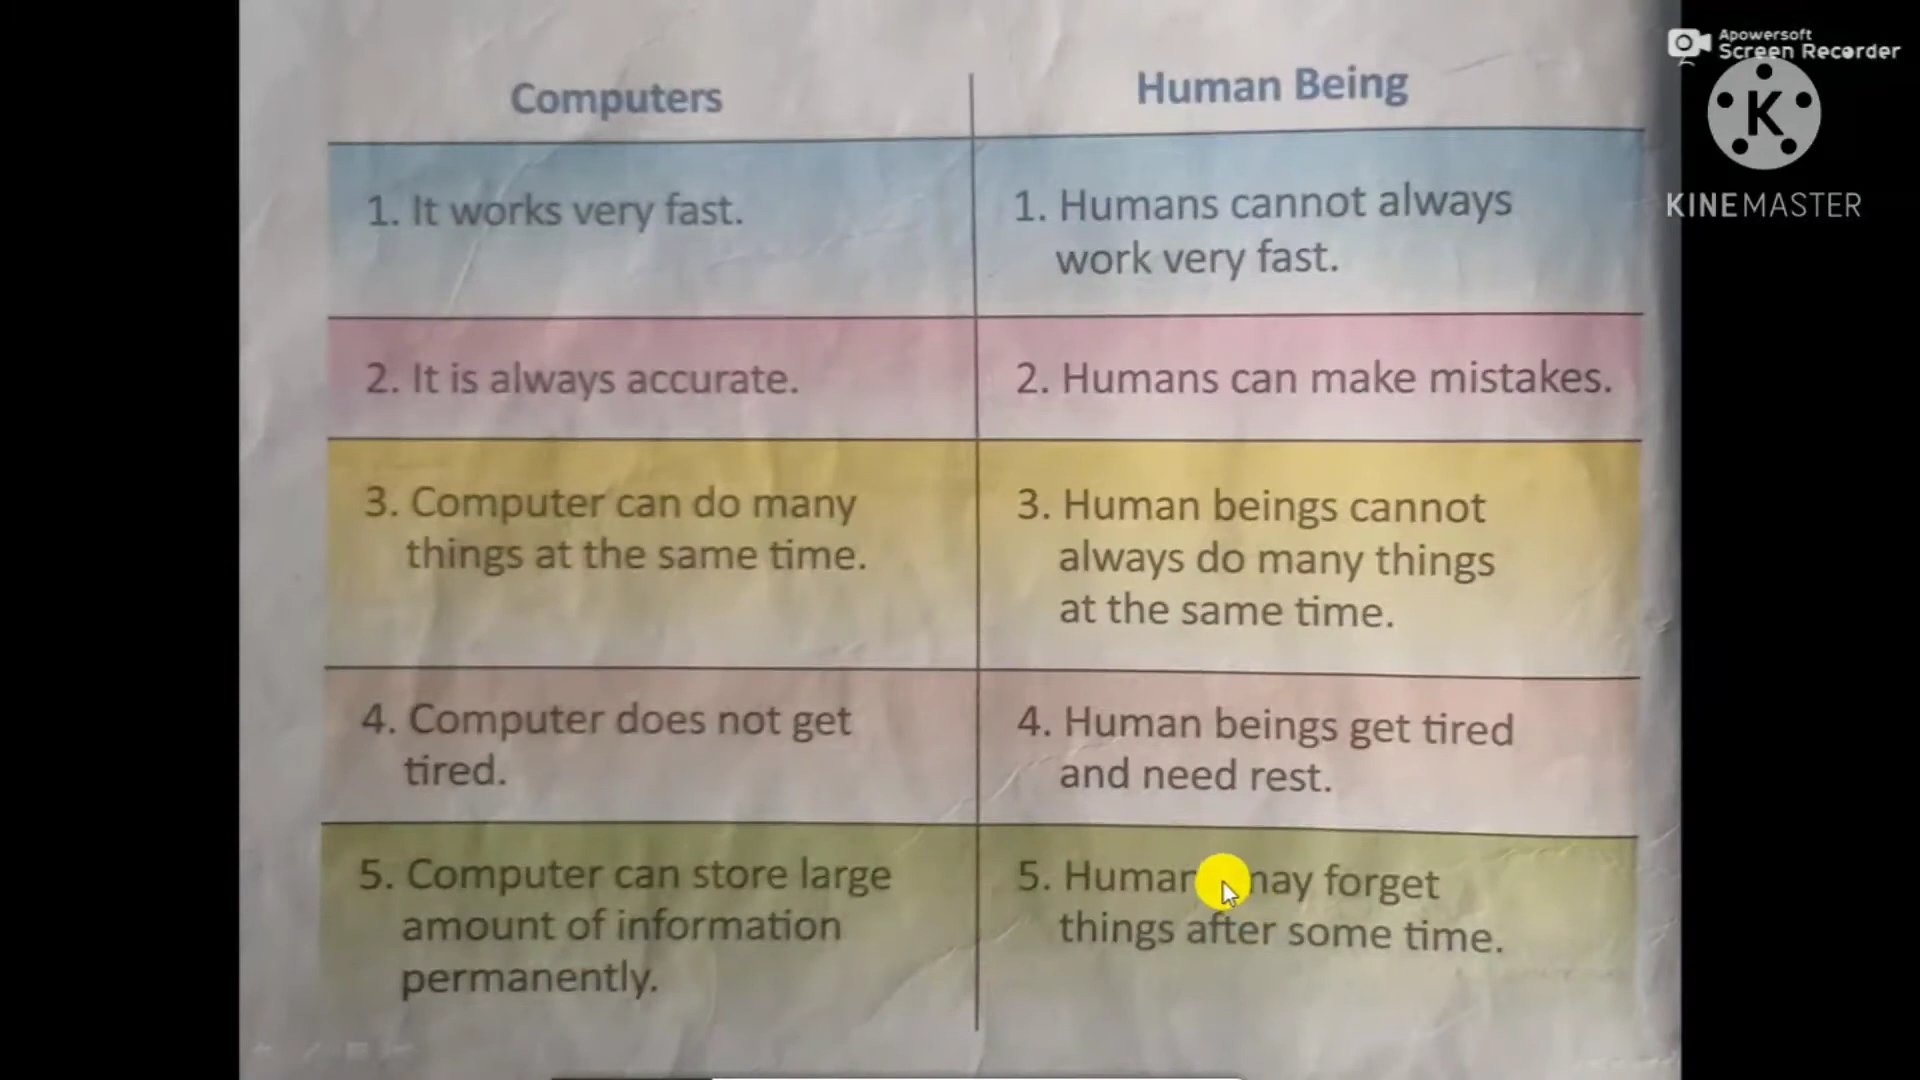 Apowersoft
Screen Recorder
K
KINEMASTER
Computers
Human Being
1. It works very fast.
1. Humans cannot always
work very fast.
2. It is always accurate.
2. Humans can make mistakes.
3. Computer can do many
things at the same time.
3. Human beings cannot
always do many things
at the same time.
4. Computer does not get
tired.
4. Human beings get tired
and need rest.
5. Computer can store large
amount of information
permanently.
5. Human may forget
things after some time.